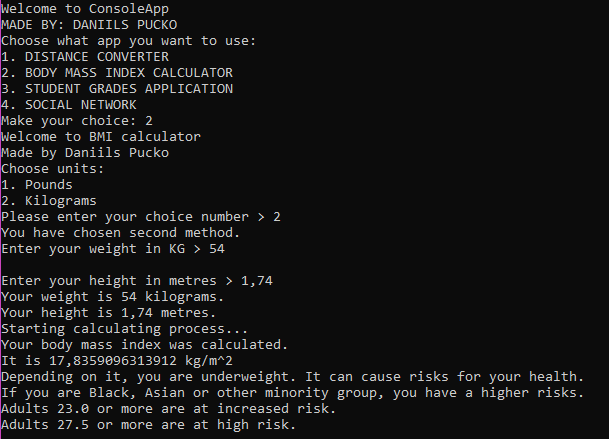 Welcome to ConsoleApp
MADE BY: DANIILS PUCKO
Choose what app you want to use:
1. DISTANCE CONVERTER
2. BODY MASS INDEX CALCULATOR
3. STUDENT GRADES APPLICATION
4. SOCIAL NETWORK
Make your choice: 2
Welcome to BMI calculator
Made by Daniils Pucko
Choose units:
1. Pounds
2. Kilograms
Please enter your choice number > 2
You have chosen second method.
Enter your weight in KG > 54
Enter your height in metres > 1,74
Your weight is 54 kilograms.
Your height is 1,74 metres.
Starting calculating process...
Your body mass index was calculated.
It is 17,8359096313912 kg/m^2
Depending on it, you are underweight. It can cause risks for your health.
If you are Black, Asian or other minority group, you have a higher risks.
Adults 23.0 or more are at increased risk.
Adults 27.5 or more are at high risk.